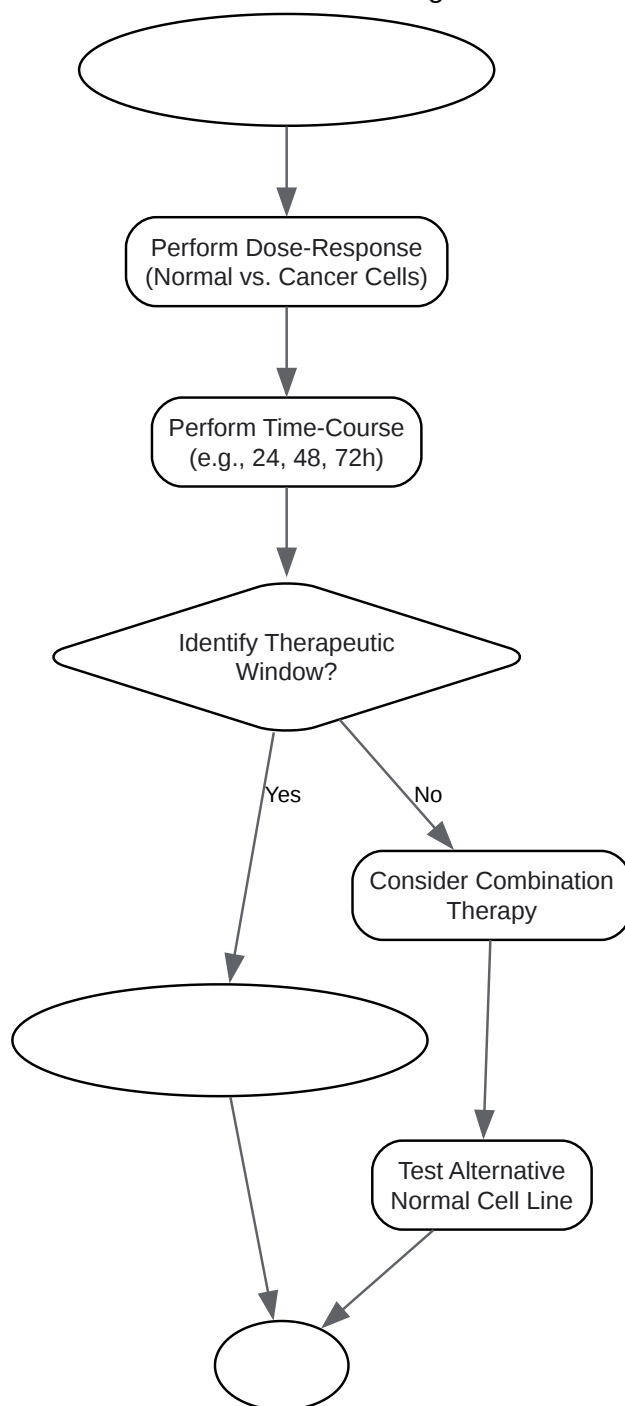 Perform Dose-Response
(Normal vs. Cancer Cells)
Perform Time-Course
(e.g., 24, 48, 72h)
Identify Therapeutic
Window?
Yes
No
Consider Combination
Therapy
Test Alternative
Normal Cell Line